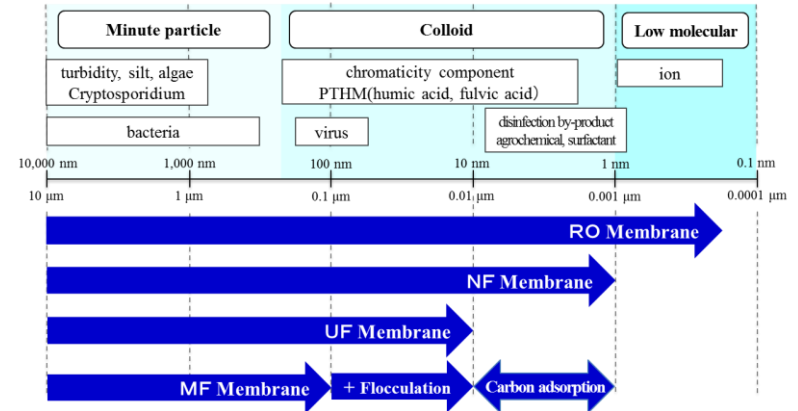 Minute particle
Colloid
Low molecular
turbidity, silt, algae
Cryptosporidium
chromaticity component
PTHM(humic acid, fulvic acid）
ion
bacteria
virus
disinfection by-product
agrochemical, surfactant
10,000 nm
1,000 nm
100 nm
10 nm
1 nm
0.1 nm
10 μm
1 μm
0.1 μm
0.01 μm
0.001 μm
0.0001 μm
RO Membrane
NF Membrane
UF Membrane
MF Membrane
+ Flocculation
Carbon adsorption